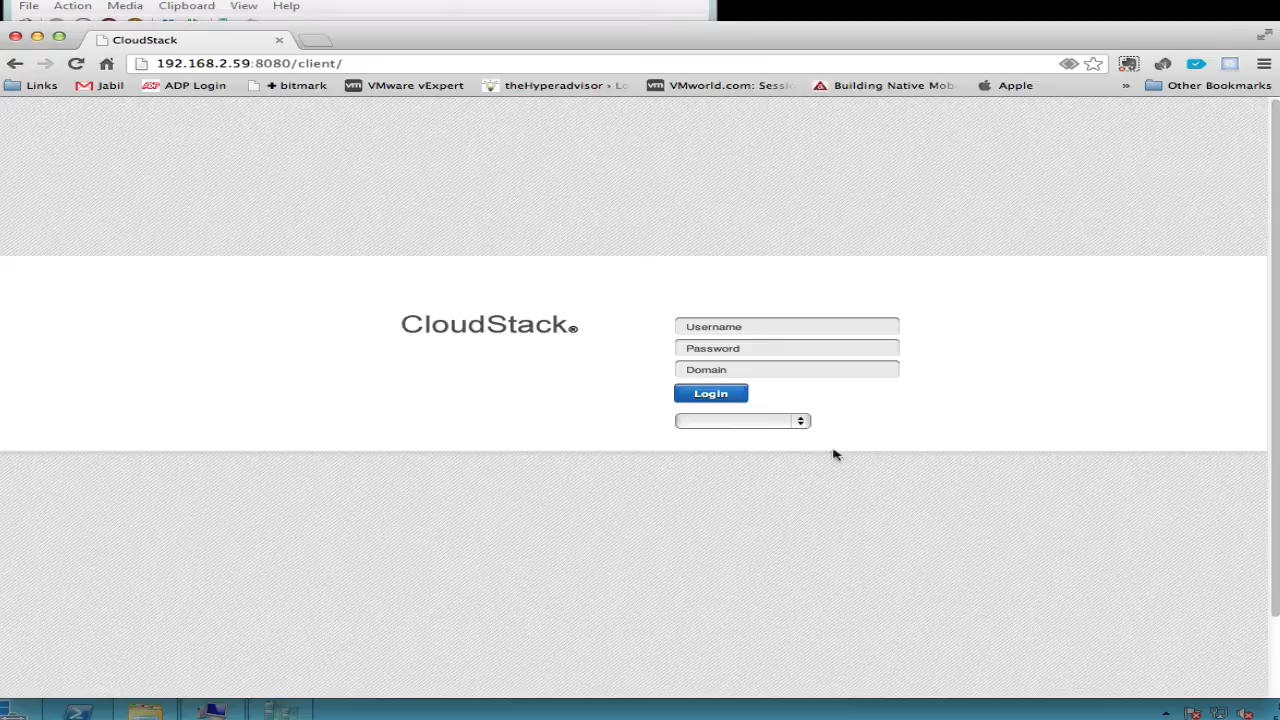 File Action Media Clipboard View Help
CloudStack
192.168.2.59:8080/client/
Links Jabil ADP Login + bitmark VMware vExpert theHyperadvisor › Lo VMworld.com: Sessi Building Native Mob Apple » Other Bookmarks
CloudStack®
Username
Password
Domain
Login